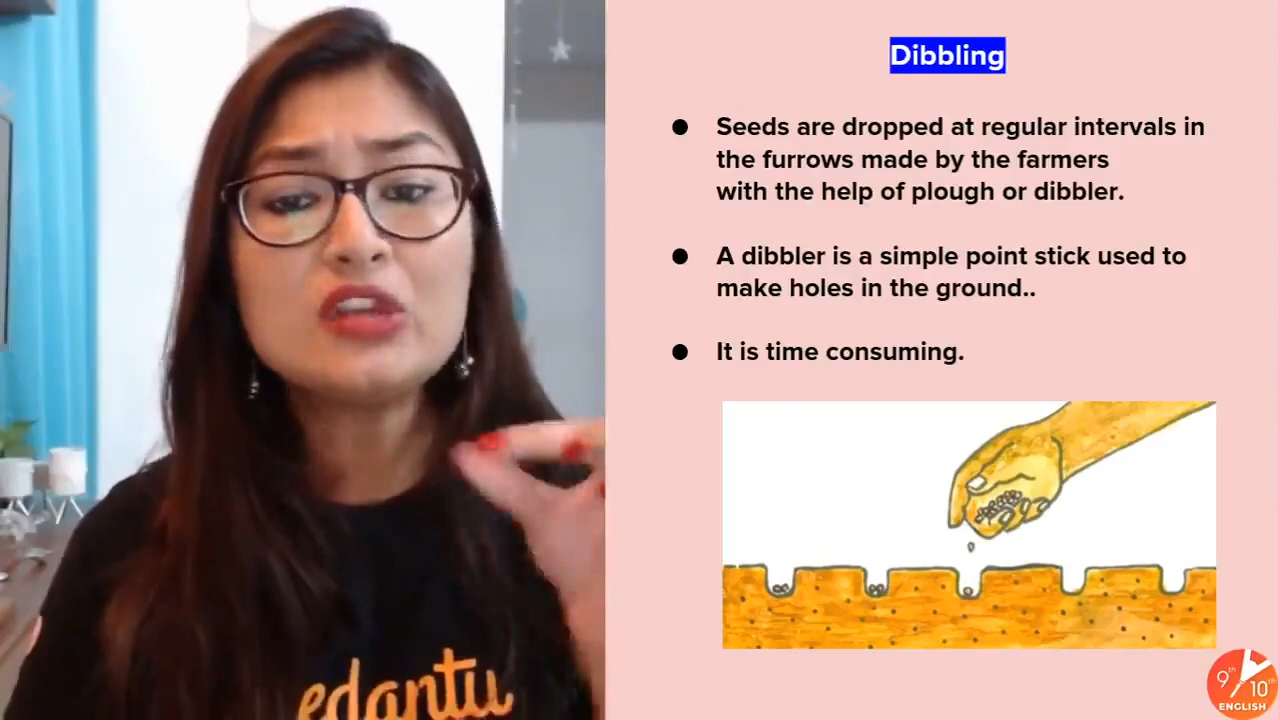 Dibbling
● Seeds are dropped at regular intervals in
the furrows made by the farmers
with the help of plough or dibbler.
● A dibbler is a simple point stick used to
make holes in the ground..
● It is time consuming.
edantu
9th
10th
ENGLISH